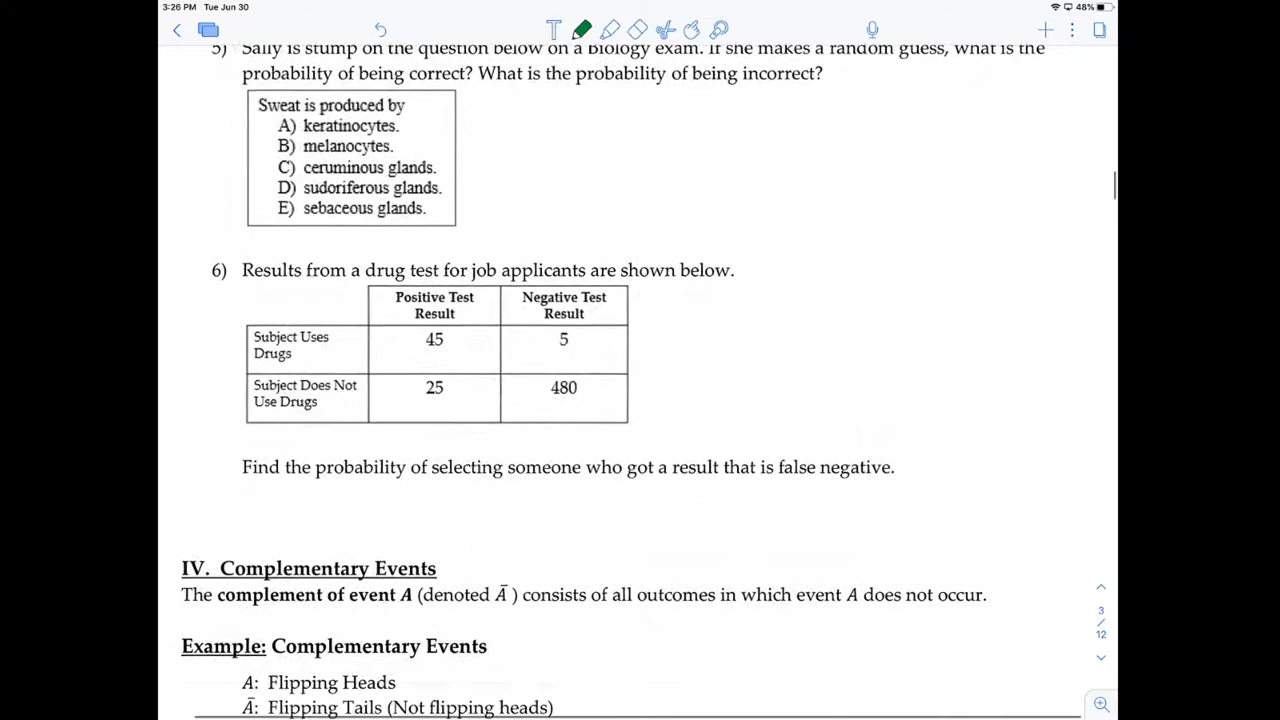 3:26 PM Tue Jun 30
48%
T
5) Sally is stump on the question below on a Biology exam. If she makes a random guess, what is the
probability of being correct? What is the probability of being incorrect?
Sweat is produced by
A) keratinocytes.
B) melanocytes.
C) ceruminous glands.
D) sudoriferous glands.
E) sebaceous glands.
6) Results from a drug test for job applicants are shown below.
Positive Test Result Negative Test Result
Subject Uses Drugs 45 5
Subject Does Not Use Drugs 25 480
Find the probability of selecting someone who got a result that is false negative.
IV. Complementary Events
The complement of event A (denoted Ā ) consists of all outcomes in which event A does not occur.
Example: Complementary Events
A: Flipping Heads
Ā: Flipping Tails (Not flipping heads)
3
/
12